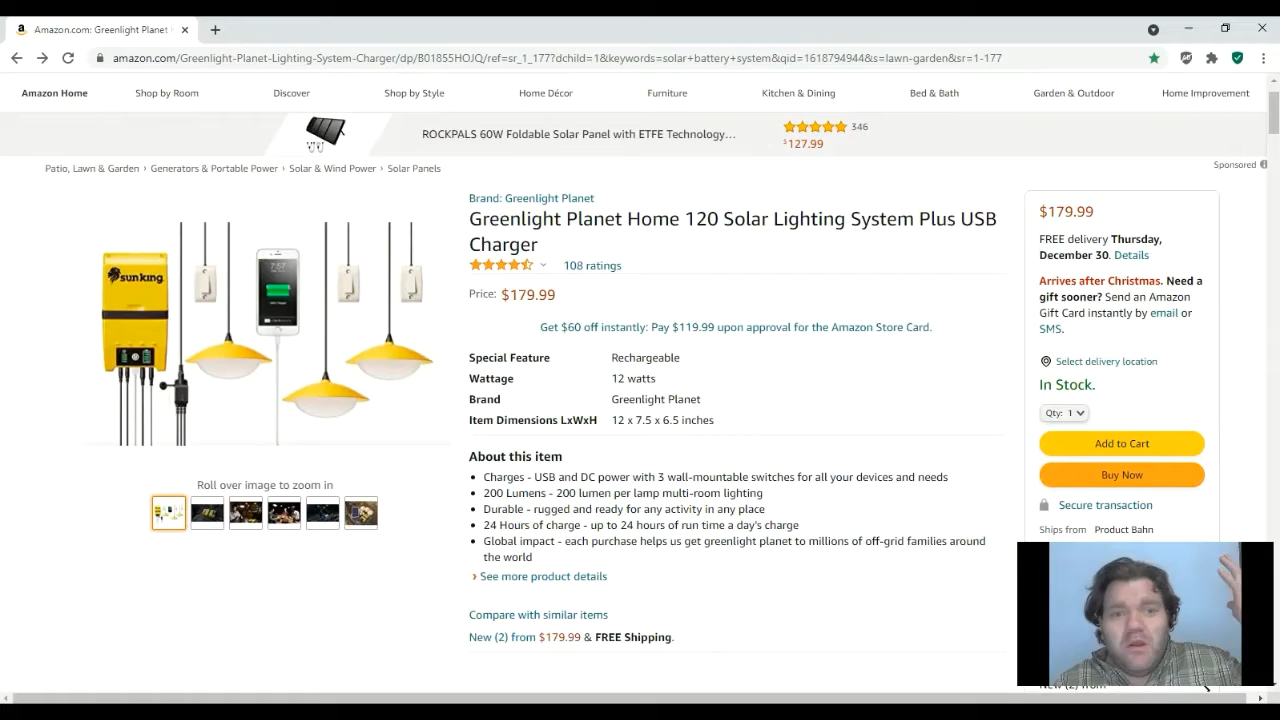 Amazon.com: Greenlight Planet
amazon.com/Greenlight-Planet-Lighting-System-Charger/dp/B01855HOJO/ref=sr_1_177?dchild=1&keywords=solar+battery+system&qid=1618794944&s=lawn-garden&sr=1-177
Amazon Home Shop by Room Discover Shop by Style Home Décor Furniture Kitchen & Dining Bed & Bath Garden & Outdoor Home Improvement
ROCKPALS 60W Foldable Solar Panel with ETFE Technology… 346
$127.99
Patio, Lawn & Garden › Generators & Portable Power › Solar & Wind Power › Solar Panels
Sponsored
sunking
7:57
Roll over image to zoom in
Brand: Greenlight Planet
Greenlight Planet Home 120 Solar Lighting System Plus USB
Charger
108 ratings
Price: $179.99
Get $60 off instantly: Pay $119.99 upon approval for the Amazon Store Card.
Special Feature Rechargeable
Wattage 12 watts
Brand Greenlight Planet
Item Dimensions LxWxH 12 x 7.5 x 6.5 inches
About this item
• Charges - USB and DC power with 3 wall-mountable switches for all your devices and needs
• 200 Lumens - 200 lumen per lamp multi-room lighting
• Durable - rugged and ready for any activity in any place
• 24 Hours of charge - up to 24 hours of run time a day's charge
• Global impact - each purchase helps us get greenlight planet to millions of off-grid families around
the world
› See more product details
Compare with similar items
New (2) from $179.99 & FREE Shipping.
$179.99
FREE delivery Thursday,
December 30. Details
Arrives after Christmas. Need a
gift sooner? Send an Amazon
Gift Card instantly by email or
SMS.
Select delivery location
In Stock.
Qty: 1
Add to Cart
Buy Now
Secure transaction
Ships from Product Bahn
New (2) from